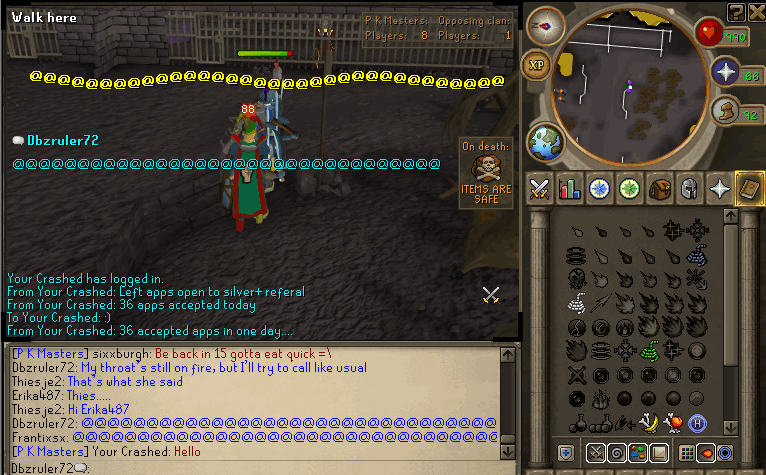 Walk here
P K Masters: Opposing clan:
Players: 8 Players: 1
@@@@@@@@@@@@@@@@@@@@@@@@@@@@@@@@@@
88
Dbzruler72
@@@@@@@@@@@@@@@@@@@@@@@@@@@@@@@@@
On death:
ITEMS ARE
SAFE
Your Crashed has logged in.
From Your Crashed: Left apps open to silver+ referal
From Your Crashed: 36 apps accepted today
To Your Crashed: :)
From Your Crashed: 36 accepted apps in one day....
[P K Masters] sixxburgh: Be back in 15 gotta eat quick =\
Dbzruler72: My throat's still on fire, but I'll try to call like usual
Thiesje2: That's what she said
Erika487: Thies.....
Thiesje2: Hi Erika487
Dbzruler72: @@@@@@@@@@@@@@@@@@@@@@@@@@@@@@@@
Frantixsx: @@@@@@@@@@@@@@@@@@@@@@@@@@@@@@@@@
[P K Masters] Your Crashed: Hello
Dbzruler72:
N
XP
990
66
92
?
X
H